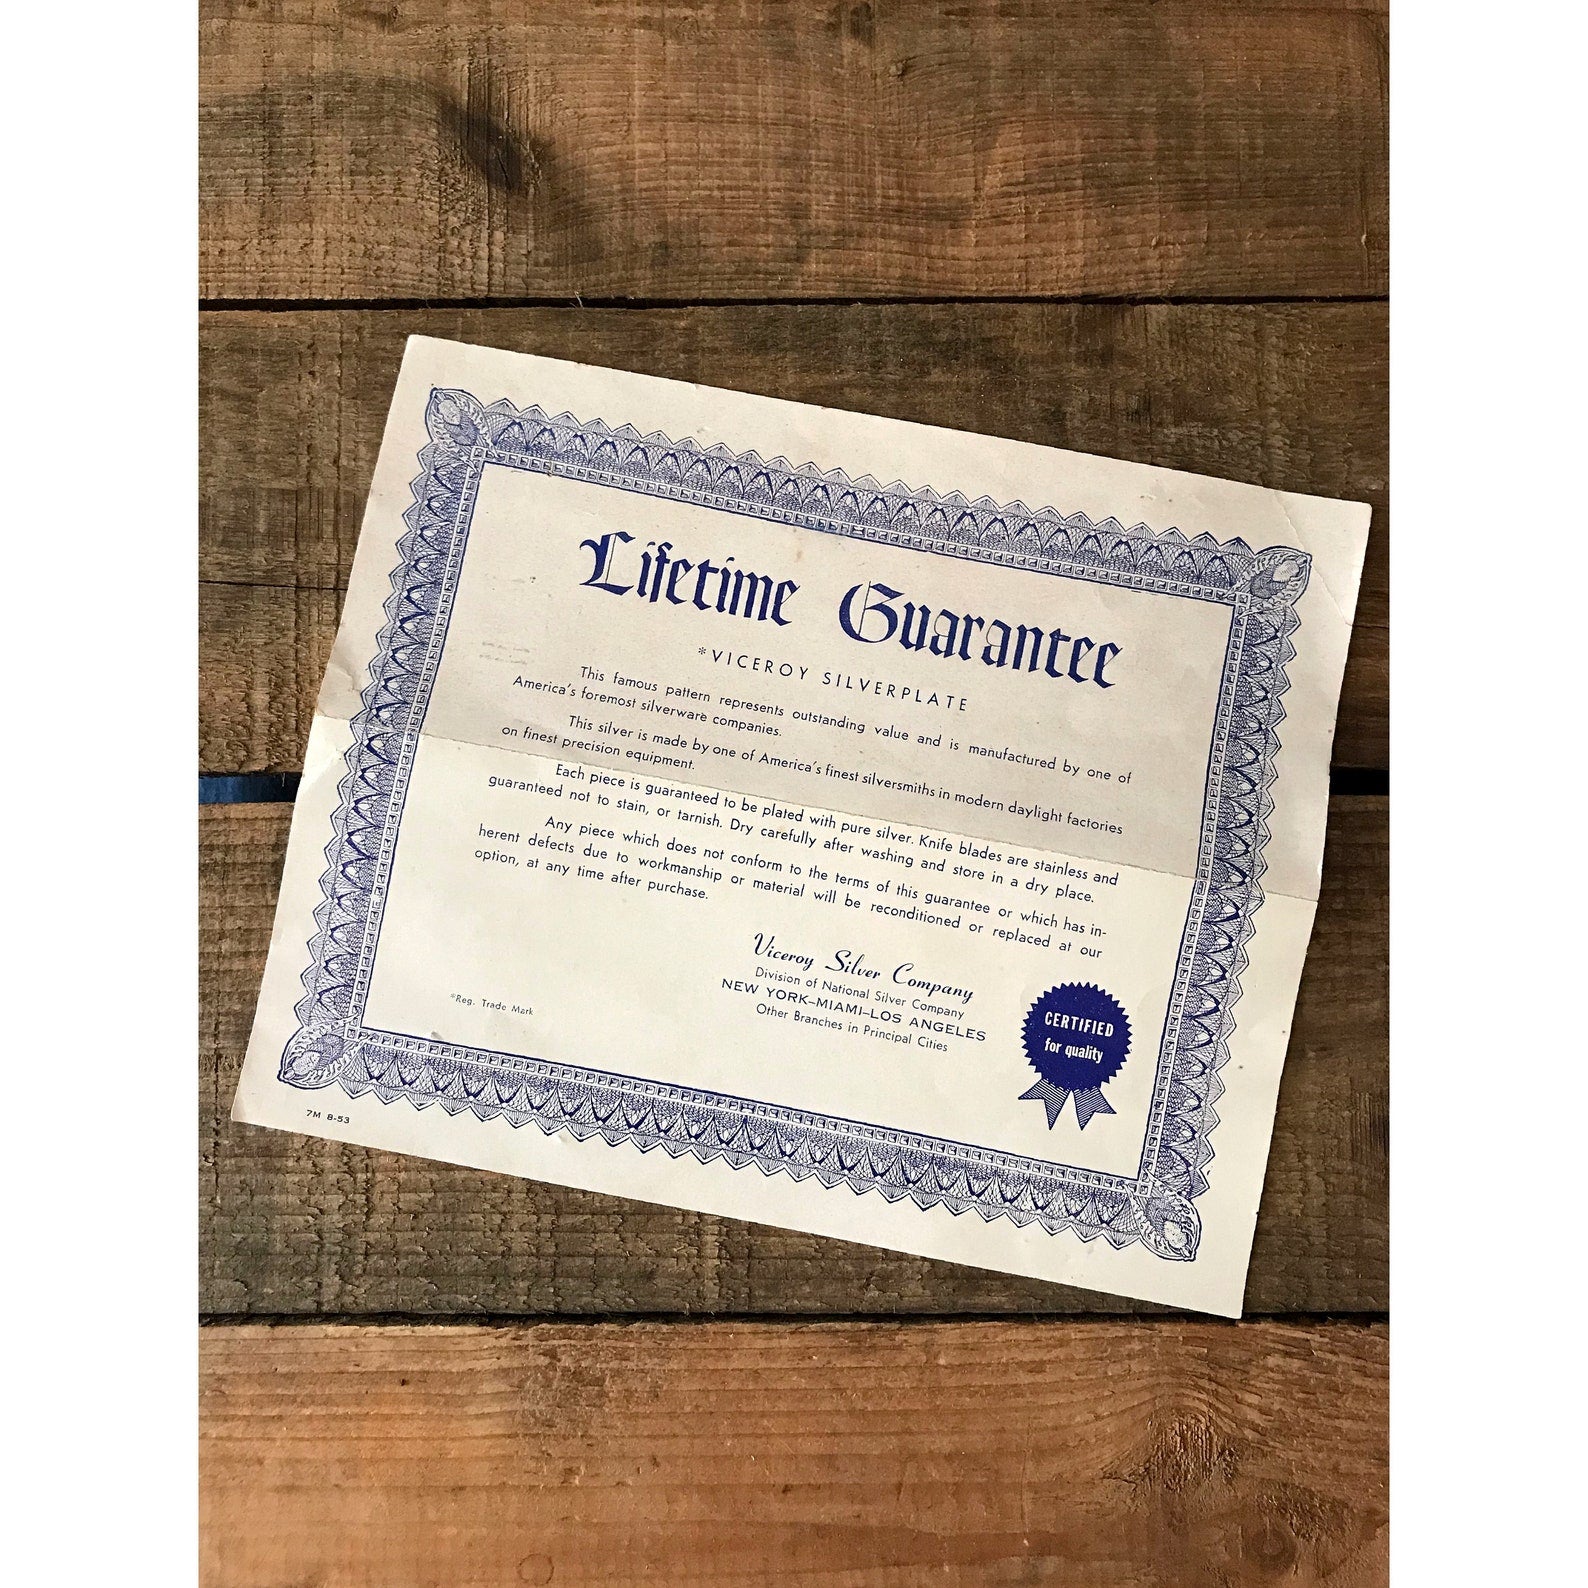 Lifetime Guarantee
*VICEROY SILVERPLATE
This famous pattern represents outstanding value and is manufactured by one of
America's foremost silverware companies.
This silver is made by one of America's finest silversmiths in modern daylight factories
on finest precision equipment.
Each piece is guaranteed to be plated with pure silver. Knife blades are stainless and
guaranteed not to stain, or tarnish. Dry carefully after washing and store in a dry place.
Any piece which does not conform to the terms of this guarantee or which has in-
herent defects due to workmanship or material will be reconditioned or replaced at our
option, at any time after purchase.
Viceroy Silver Company
Division of National Silver Company
NEW YORK–MIAMI–LOS ANGELES
Other Branches in Principal Cities
*Reg. Trade Mark
CERTIFIED
for quality
7M 8-53